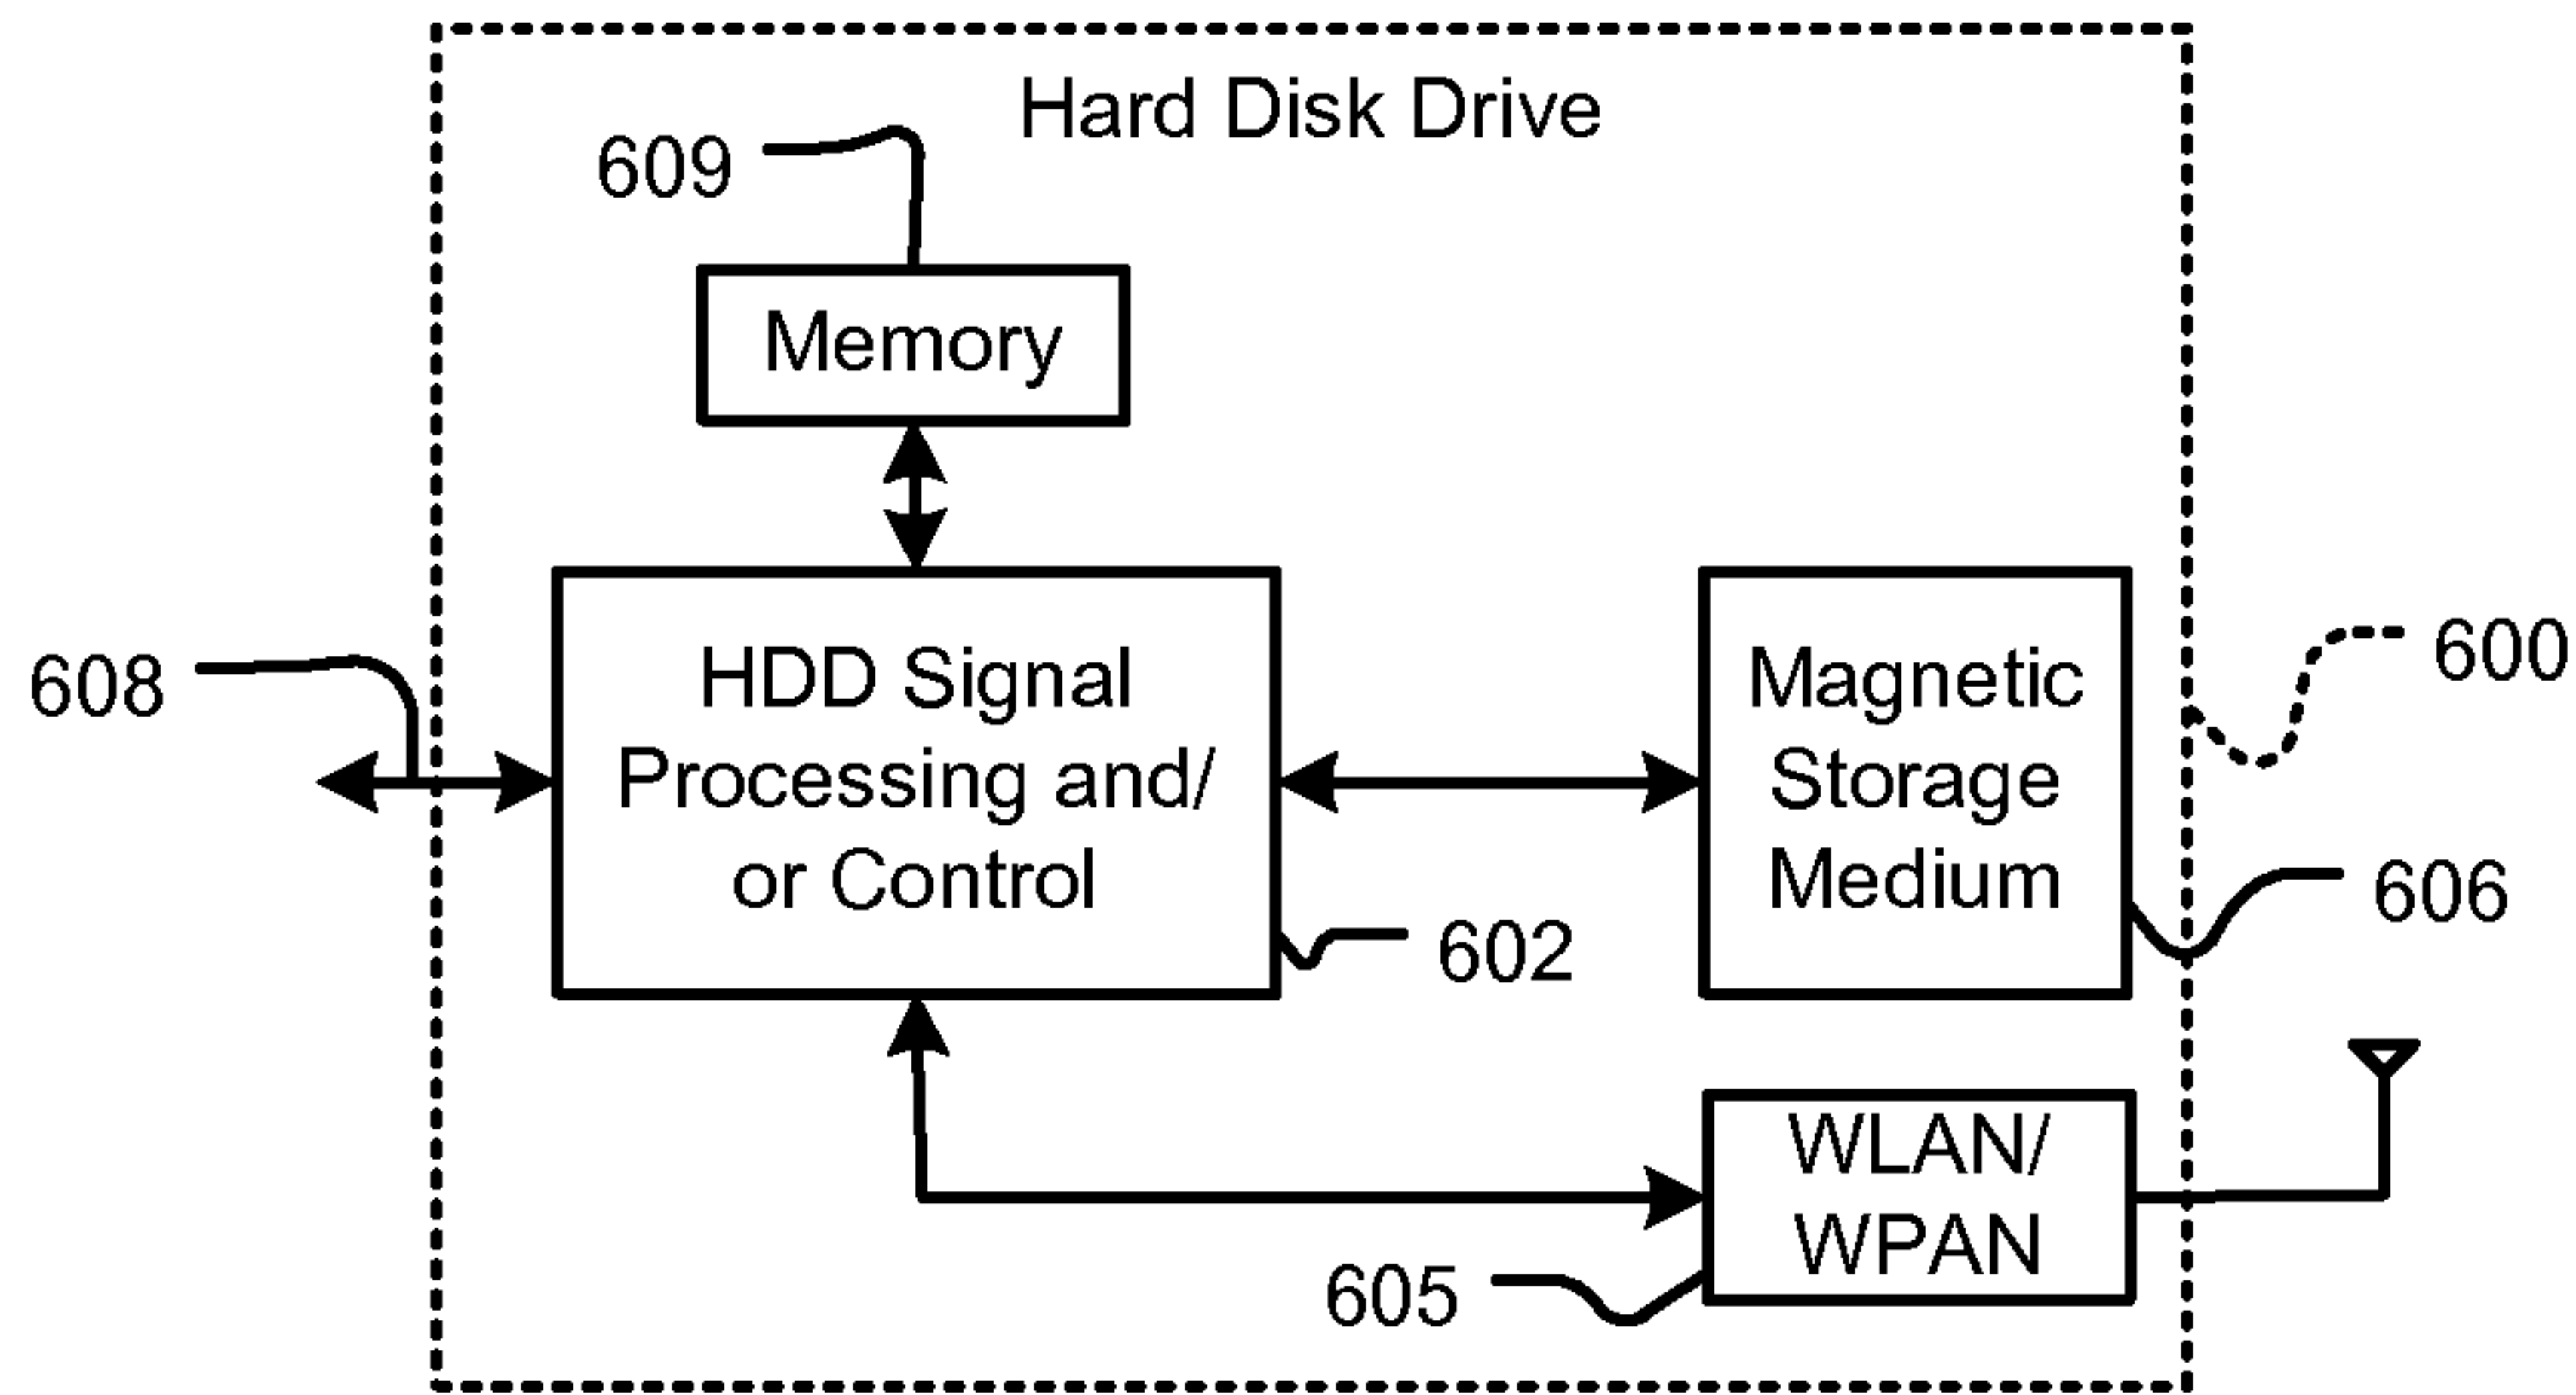 Hard Disk Drive
609
Memory
608
HDD Signal
Processing and/
or Control
602
Magnetic
Storage
Medium
600
606
WLAN/
WPAN
605